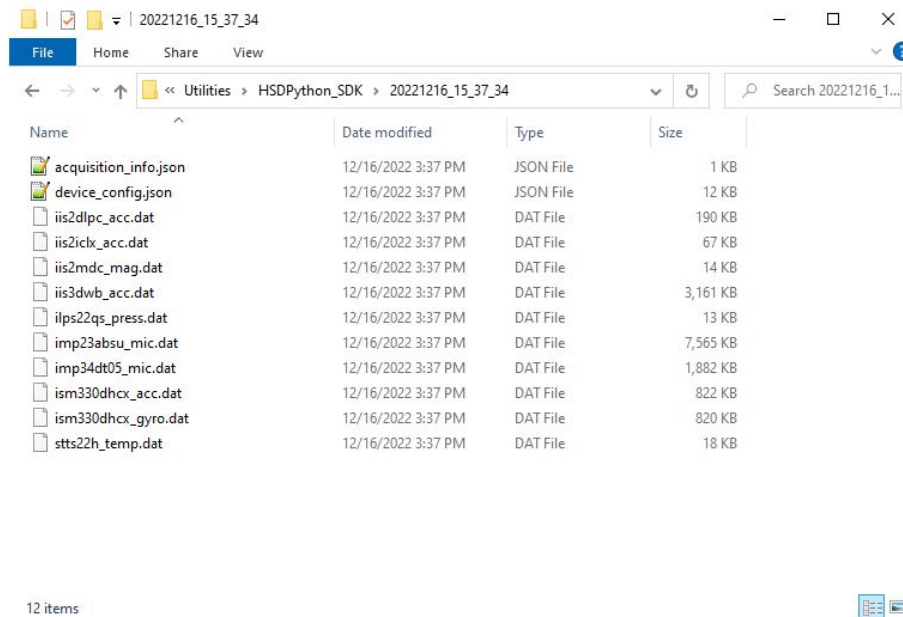 20221216_15_37_34
File Home Share View
« Utilities › HSDPython_SDK › 20221216_15_37_34 Search 20221216_1...
Name Date modified Type Size
acquisition_info.json 12/16/2022 3:37 PM JSON File 1 KB
device_config.json 12/16/2022 3:37 PM JSON File 12 KB
iis2dlpc_acc.dat 12/16/2022 3:37 PM DAT File 190 KB
iis2iclx_acc.dat 12/16/2022 3:37 PM DAT File 67 KB
iis2mdc_mag.dat 12/16/2022 3:37 PM DAT File 14 KB
iis3dwb_acc.dat 12/16/2022 3:37 PM DAT File 3,161 KB
ilps22qs_press.dat 12/16/2022 3:37 PM DAT File 13 KB
imp23absu_mic.dat 12/16/2022 3:37 PM DAT File 7,565 KB
imp34dt05_mic.dat 12/16/2022 3:37 PM DAT File 1,882 KB
ism330dhcx_acc.dat 12/16/2022 3:37 PM DAT File 822 KB
ism330dhcx_gyro.dat 12/16/2022 3:37 PM DAT File 820 KB
stts22h_temp.dat 12/16/2022 3:37 PM DAT File 18 KB
12 items